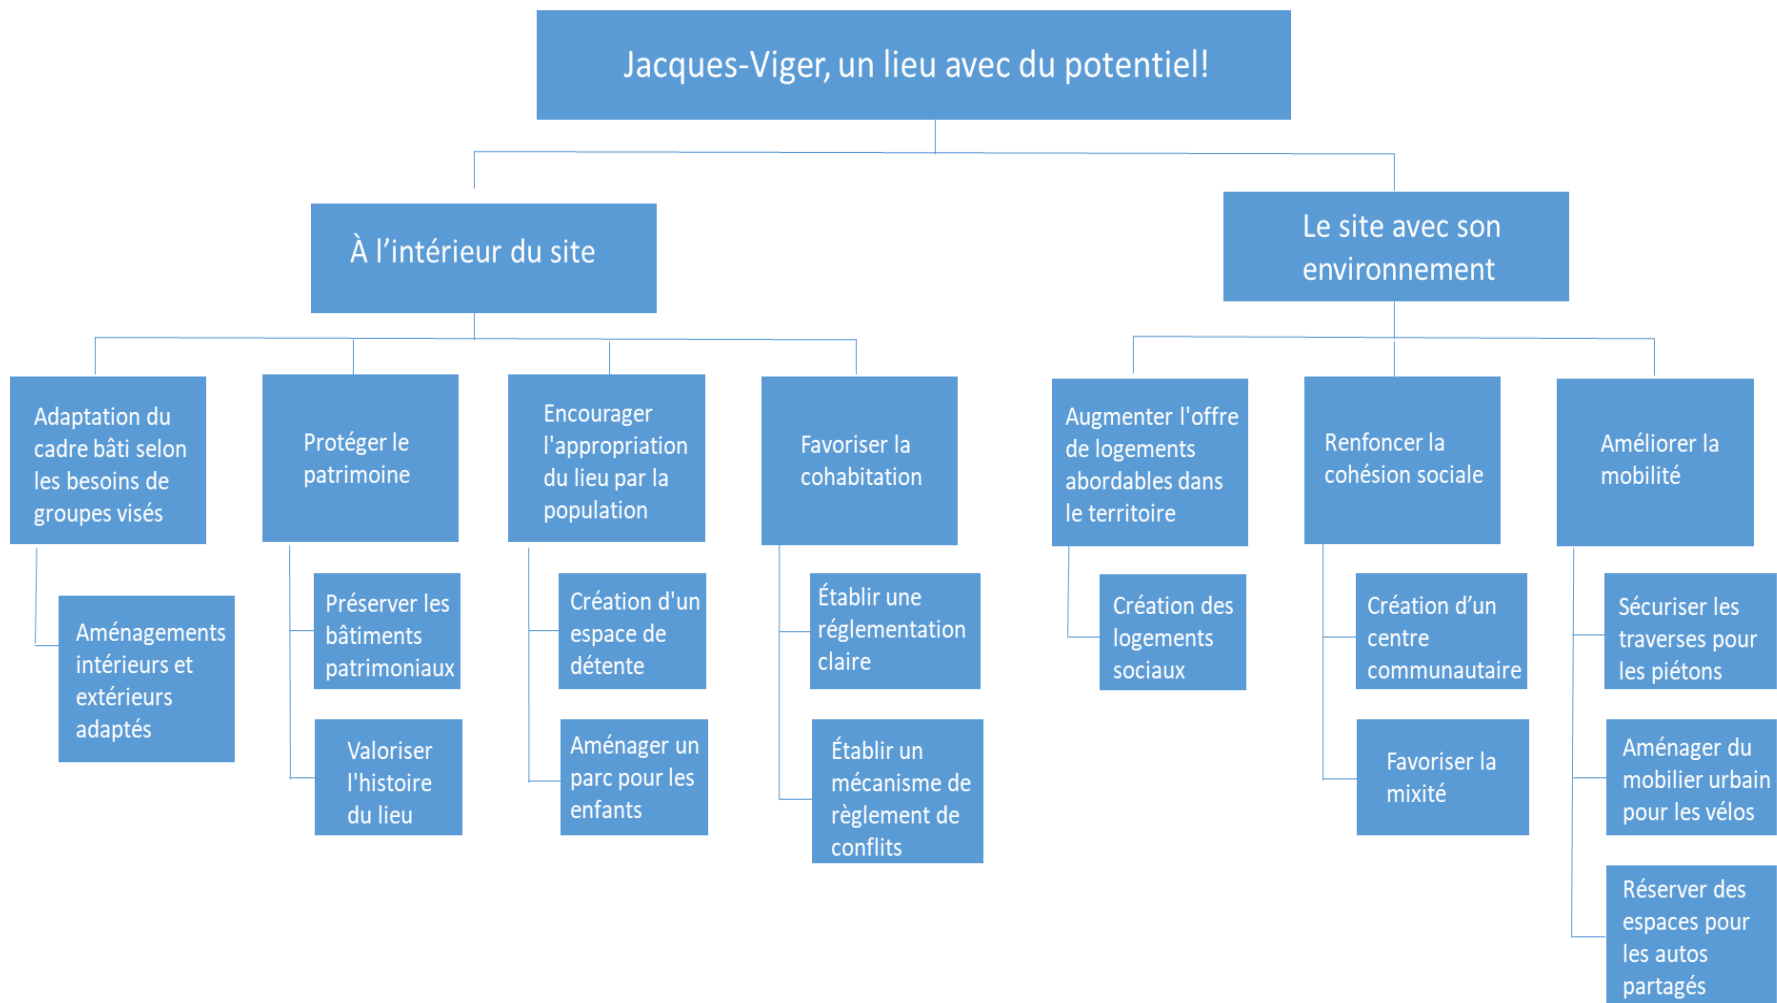 Jacques-Viger, un lieu avec du potentiel!
À l’intérieur du site
Le site avec son
environnement
Adaptation du
cadre bâti selon
les besoins de
groupes visés
Protéger le
patrimoine
Encourager
l'appropriation
du lieu par la
population
Favoriser la
cohabitation
Augmenter l'offre
de logements
abordables dans
le territoire
Renfoncer la
cohésion sociale
Améliorer la
mobilité
Aménagements
intérieurs et
extérieurs
adaptés
Préserver les
bâtiments
patrimoniaux
Création d'un
espace de
détente
Établir une
réglementation
claire
Création des
logements
sociaux
Création d’un
centre
communautaire
Sécuriser les
traverses pour
les piétons
Valoriser
l'histoire
du lieu
Aménager un
parc pour les
enfants
Établir un
mécanisme de
règlement de
conflits
Favoriser la
mixité
Aménager du
mobilier urbain
pour les vélos
Réserver des
espaces pour
les autos
partagés